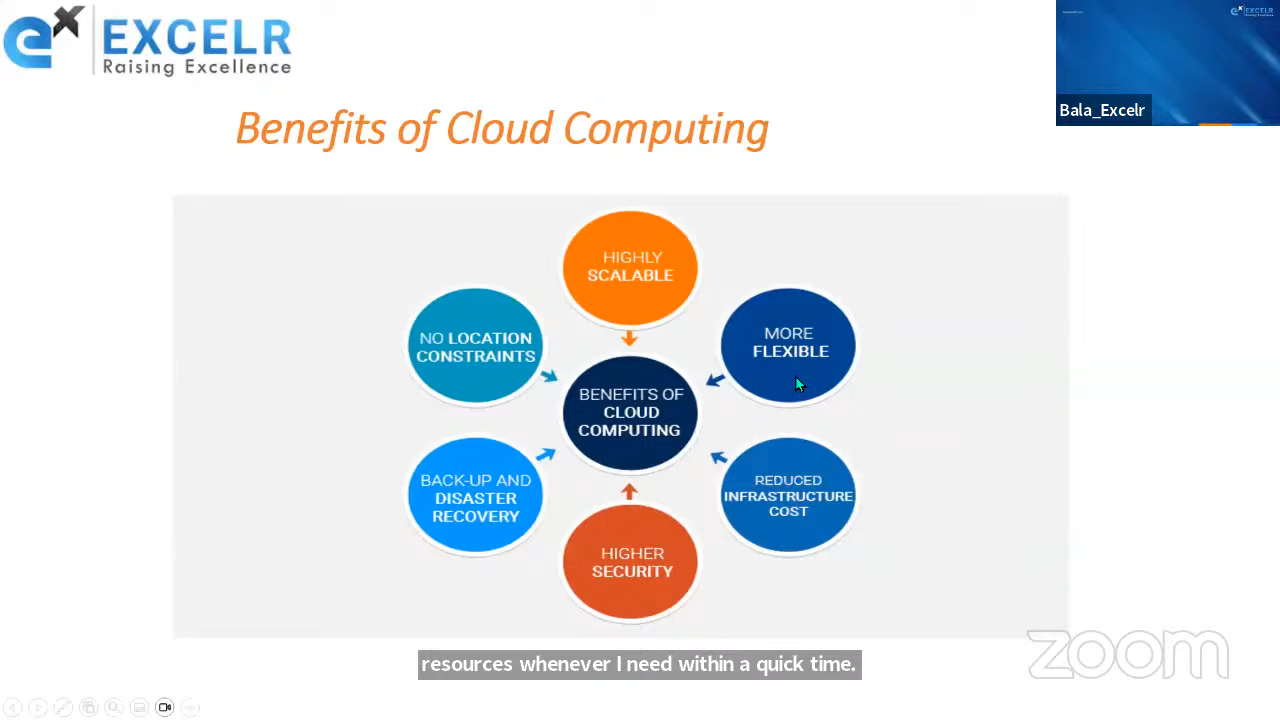 EXCELR
Raising Excellence
Bala_Excelr
Benefits of Cloud Computing
HIGHLY
SCALABLE
NO LOCATION
CONSTRAINTS
MORE
FLEXIBLE
BENEFITS OF
CLOUD
COMPUTING
BACK-UP AND
DISASTER
RECOVERY
REDUCED
INFRASTRUCTURE
COST
HIGHER
SECURITY
resources whenever I need within a quick time.
zoom